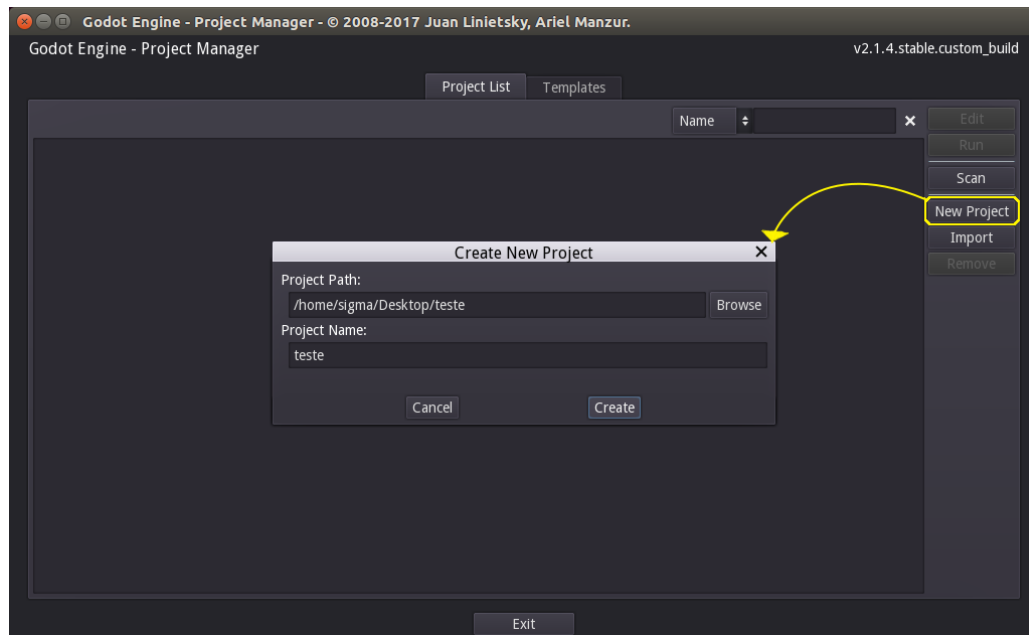 Godot Engine - Project Manager - © 2008-2017 Juan Linietsky, Ariel Manzur.
Godot Engine - Project Manager
v2.1.4.stable.custom_build
Project List
Templates
Name
Edit
Run
Scan
New Project
Import
Remove
Create New Project
Project Path:
/home/sigma/Desktop/teste
Browse
Project Name:
teste
Cancel
Create
Exit